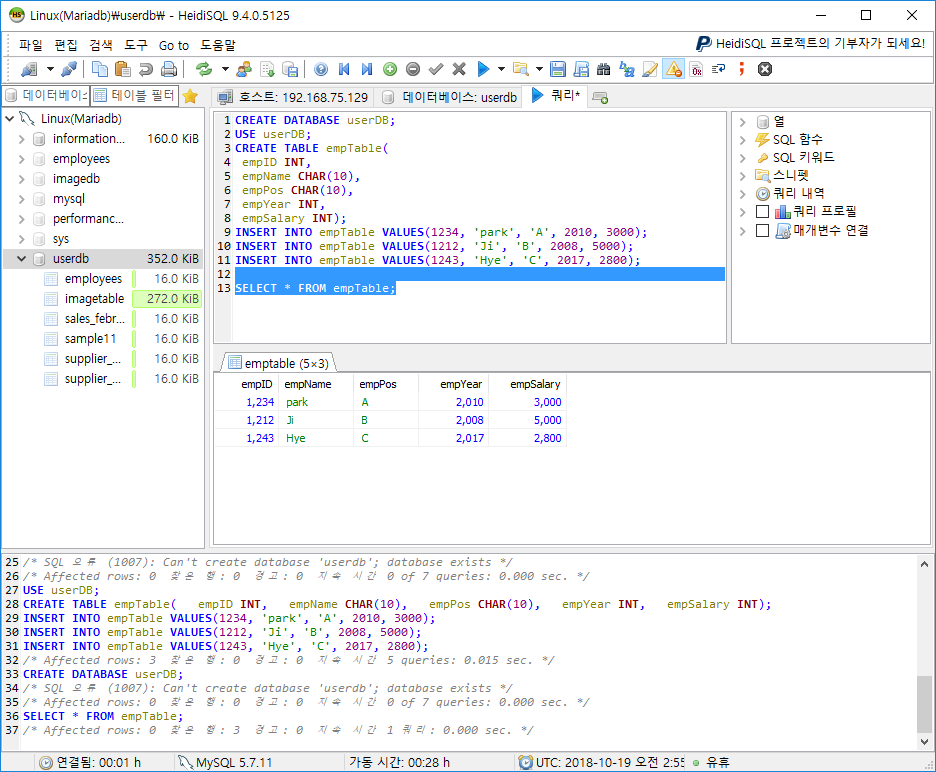 Linux(Mariadb)₩userdb₩ - HeidiSQL 9.4.0.5125
파일 편집 검색 도구 Go to 도움말
HeidiSQL 프로젝트의 기부자가 되세요!
데이터베이스 테이블 필터
호스트: 192.168.75.129 데이터베이스: userdb 쿼리*
Linux(Mariadb)
information... 160.0 KiB
employees
imagedb
mysql
performanc...
sys
userdb 352.0 KiB
employees 16.0 KiB
imagetable 272.0 KiB
sales_febr... 16.0 KiB
sample11 16.0 KiB
supplier_... 16.0 KiB
supplier_... 16.0 KiB
1 CREATE DATABASE userDB;
2 USE userDB;
3 CREATE TABLE empTable(
4 empID INT,
5 empName CHAR(10),
6 empPos CHAR(10),
7 empYear INT,
8 empSalary INT);
9 INSERT INTO empTable VALUES(1234, 'park', 'A', 2010, 3000);
10 INSERT INTO empTable VALUES(1212, 'Ji', 'B', 2008, 5000);
11 INSERT INTO empTable VALUES(1243, 'Hye', 'C', 2017, 2800);
12
13 SELECT * FROM empTable;
열
SQL 함수
SQL 키워드
스니펫
쿼리 내역
쿼리 프로필
매개변수 연결
emptable (5×3)
empID empName empPos empYear empSalary
1,234 park A 2,010 3,000
1,212 Ji B 2,008 5,000
1,243 Hye C 2,017 2,800
25 /* SQL 오류 (1007): Can't create database 'userdb'; database exists */
26 /* Affected rows: 0 찾은 행: 0 경고: 0 지속 시간 0 of 7 queries: 0.000 sec. */
27 USE userDB;
28 CREATE TABLE empTable( empID INT, empName CHAR(10), empPos CHAR(10), empYear INT, empSalary INT);
29 INSERT INTO empTable VALUES(1234, 'park', 'A', 2010, 3000);
30 INSERT INTO empTable VALUES(1212, 'Ji', 'B', 2008, 5000);
31 INSERT INTO empTable VALUES(1243, 'Hye', 'C', 2017, 2800);
32 /* Affected rows: 3 찾은 행: 0 경고: 0 지속 시간 5 queries: 0.015 sec. */
33 CREATE DATABASE userDB;
34 /* SQL 오류 (1007): Can't create database 'userdb'; database exists */
35 /* Affected rows: 0 찾은 행: 0 경고: 0 지속 시간 0 of 7 queries: 0.000 sec. */
36 SELECT * FROM empTable;
37 /* Affected rows: 0 찾은 행: 3 경고: 0 지속 시간 1 쿼리: 0.000 sec. */
연결됨: 00:01 h MySQL 5.7.11 가동 시간: 00:28 h UTC: 2018-10-19 오전 2:55 유휴